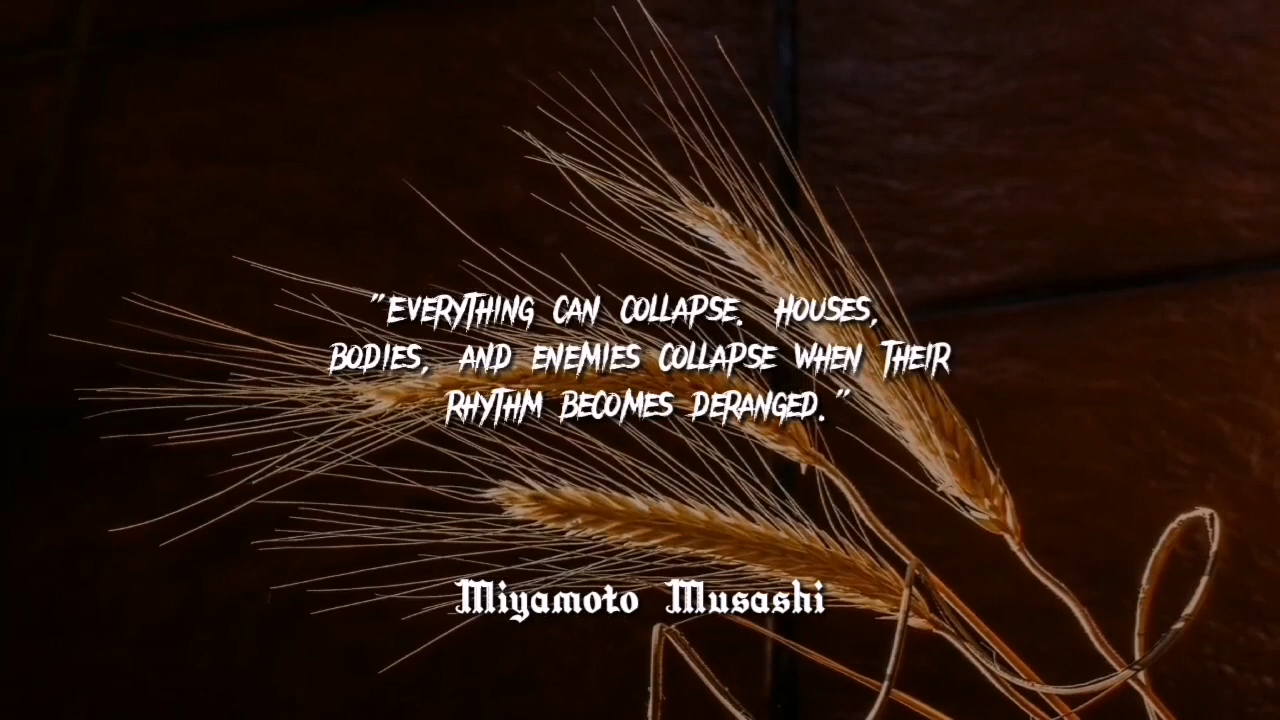 "EVERYTHING CAN COLLAPSE. HOUSES,
BODIES, AND ENEMIES COLLAPSE WHEN THEIR
RHYTHM BECOMES DERANGED."
Miyamoto Musashi